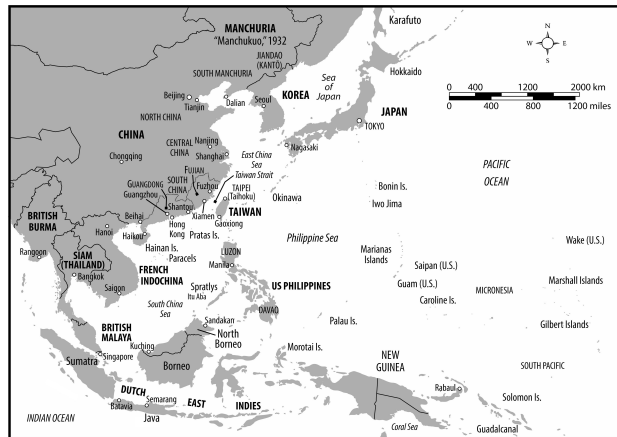 Karafuto
MANCHURIA
"Manchukuo," 1932
JIANDAO
(KANTŌ)
SOUTH MANCHURIA
Hokkaido
N
W
E
S
Sea
of
Japan
0 400 1200 2000 km
0 400 800 1200 miles
Beijing
Tianjin
Dalian
Seoul
KOREA
JAPAN
TOKYO
NORTH CHINA
CHINA
Nanjing
CENTRAL
CHINA
Shanghai
Chongqing
Nagasaki
East China
Sea
Taiwan Strait
PACIFIC
OCEAN
FUJIAN
SOUTH
CHINA
Fuzhou
GUANGDONG
Guangzhou
Shantou
TAIPEI
(Taihoku)
Okinawa
Bonin Is.
Iwo Jima
BRITISH
BURMA
Beihai
Hong
Kong
Xiamen
TAIWAN
Gaoxiong
Hanoi
Haikou
Pratas Is.
Hainan Is.
Paracels
Philippine Sea
Wake (U.S.)
Rangoon
SIAM
(THAILAND)
Bangkok
FRENCH
INDOCHINA
LUZON
Manila
Marianas
Islands
Saipan (U.S.)
Guam (U.S.)
Caroline Is.
MICRONESIA
Marshall Islands
Saigon
Spratlys
Itu Aba
US PHILIPPINES
South China
Sea
DAVAO
Palau Is.
Gilbert Islands
Sandakan
BRITISH
MALAYA
North
Borneo
Kuching
Morotai Is.
Sumatra
Singapore
Borneo
NEW
GUINEA
SOUTH PACIFIC
Rabaul
Solomon Is.
DUTCH
EAST
INDIES
Batavia
Semarang
Java
INDIAN OCEAN
Coral Sea
Guadalcanal